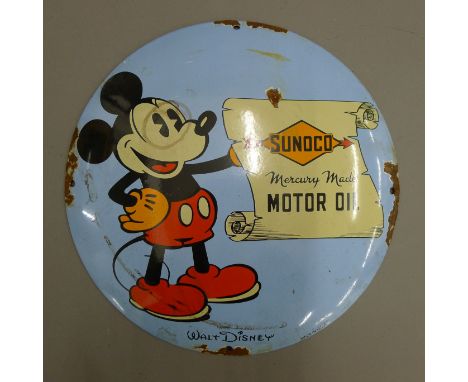 SUNOCO
Mercury Made
MOTOR OIL
WALT DISNEY